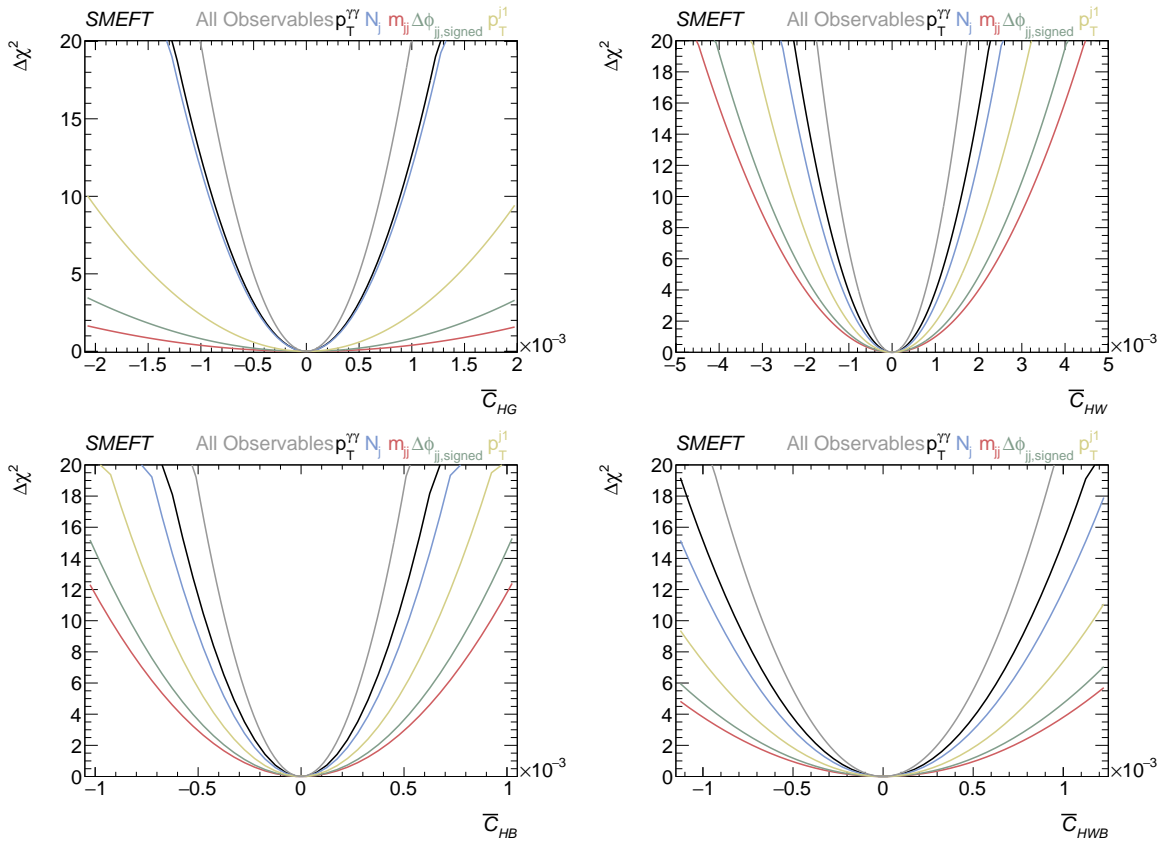 SMEFT All Observables p_T^γγ N_j m_jj Δϕ_jj,signed p_T^j1
Δχ²
20
15
10
5
0
−2 −1.5 −1 −0.5 0 0.5 1 1.5 2
×10⁻³
C̅_HG
SMEFT All Observables p_T^γγ N_j m_jj Δϕ_jj,signed p_T^j1
Δχ²
20
18
16
14
12
10
8
6
4
2
0
−5 −4 −3 −2 −1 0 1 2 3 4 5
×10⁻³
C̅_HW
SMEFT All Observables p_T^γγ N_j m_jj Δϕ_jj,signed p_T^j1
Δχ²
20
18
16
14
12
10
8
6
4
2
0
−1 −0.5 0 0.5 1
×10⁻³
C̅_HB
SMEFT All Observables p_T^γγ N_j m_jj Δϕ_jj,signed p_T^j1
Δχ²
20
18
16
14
12
10
8
6
4
2
0
−1 −0.5 0 0.5 1
×10⁻³
C̅_HWB